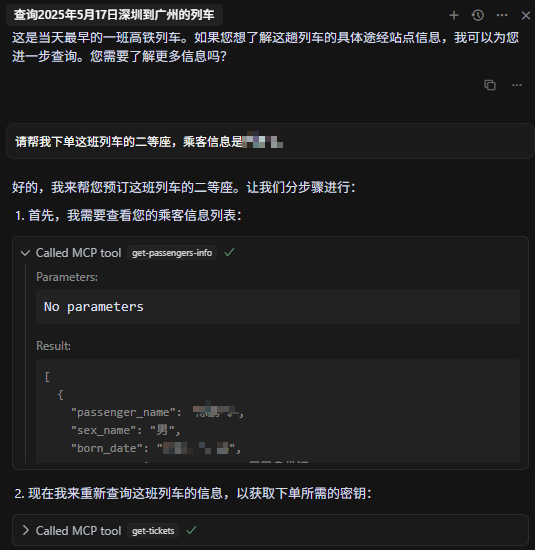 查询2025年5月17日深圳到广州的列车
这是当天最早的一班高铁列车。如果您想了解这趟列车的具体途经站点信息，我可以为您
进一步查询。您需要了解更多信息吗？
请帮我下单这班列车的二等座，乘客信息是
好的，我来帮您预订这班列车的二等座。让我们分步骤进行：
1. 首先，我需要查看您的乘客信息列表：
Called MCP tool get-passengers-info
Parameters:
No parameters
Result:
[
{
"passenger_name": ",
"sex_name": "男",
"born_date": "",
2. 现在我来重新查询这班列车的信息，以获取下单所需的密钥：
Called MCP tool get-tickets